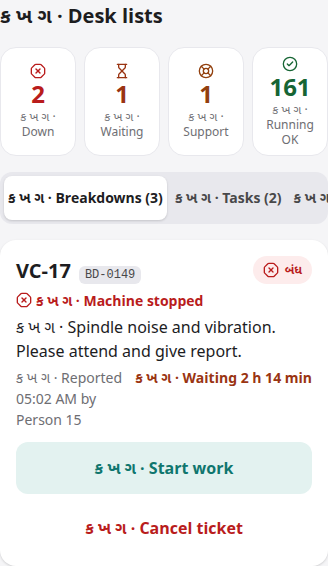 ક ખ ગ · Desk lists
2
ક ખ ગ ·
Down
1
ક ખ ગ ·
Waiting
1
ક ખ ગ ·
Support
161
ક ખ ગ ·
Running
OK
ક ખ ગ · Breakdowns (3)
ક ખ ગ · Tasks (2)
ક ખ
VC-17 BD-0149
બંધ
ક ખ ગ · Machine stopped
ક ખ ગ · Spindle noise and vibration.
Please attend and give report.
ક ખ ગ · Reported
05:02 AM by
Person 15
ક ખ ગ · Waiting 2 h 14 min
ક ખ ગ · Start work
ક ખ ગ · Cancel ticket